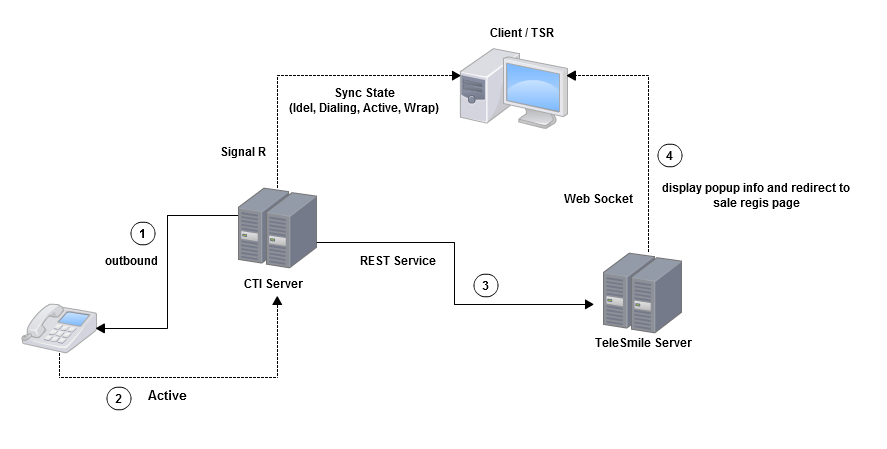 Client / TSR
Sync State
(Idel, Dialing, Active, Wrap)
Signal R
4
display popup info and redirect to
sale regis page
Web Socket
1
outbound
REST Service
CTI Server
3
TeleSmile Server
2
Active